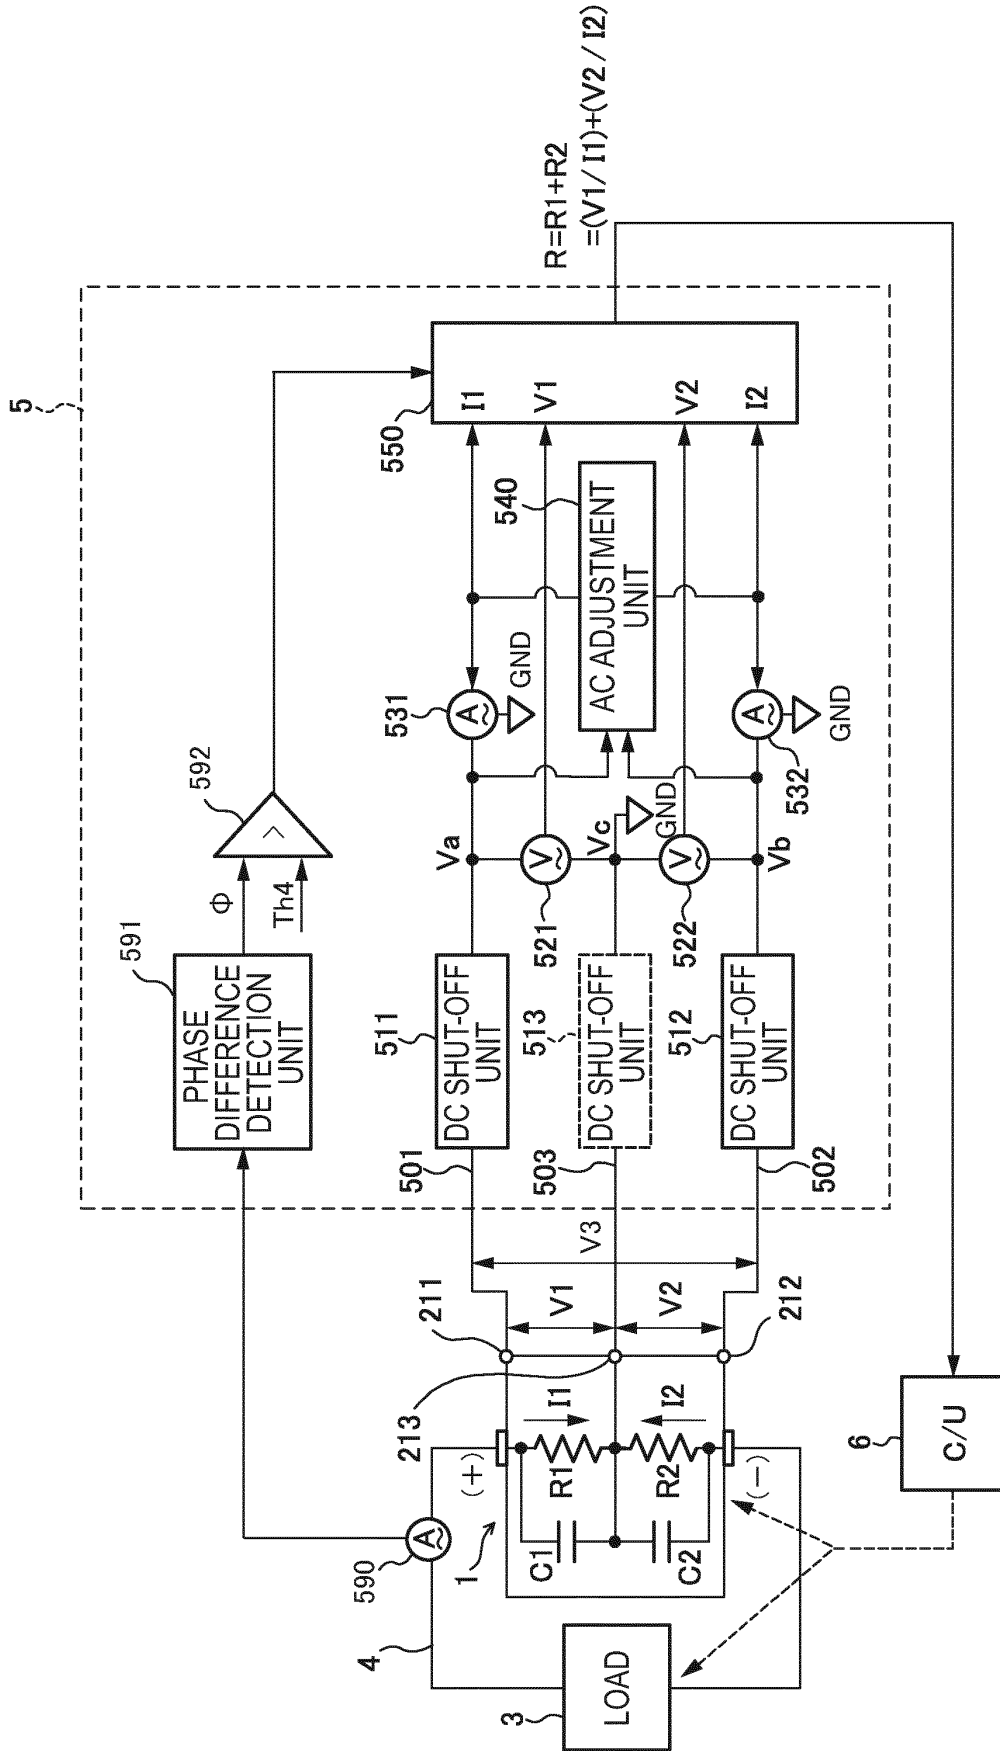 R=R1+R2
=(V1/I1)+(V2/I2)
5
592
591
PHASE
DIFFERENCE
DETECTION
UNIT
Φ
Th4
>
550
I1
V1
V2
I2
540
AC ADJUSTMENT
UNIT
531
A
GND
532
A
GND
Va
Vc
GND
Vb
521
V
522
V
511
DC SHUT-OFF
UNIT
513
DC SHUT-OFF
UNIT
512
DC SHUT-OFF
UNIT
501
503
502
V3
V1
V2
211
213
212
590
A
(+)
(−)
I1
I2
R1
R2
C1
C2
1
4
3
LOAD
6
C/U